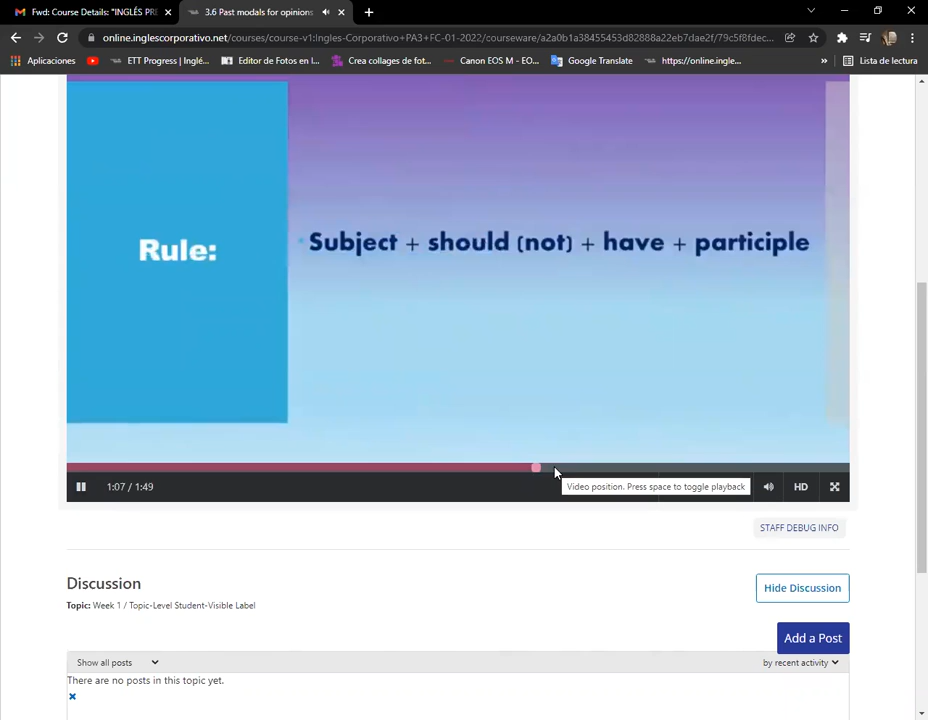 Fwd: Course Details: "INGLÉS PRE
3.6 Past modals for opinions
online.inglescorporativo.net/courses/course-v1:Ingles-Corporativo+PA3+FC-01-2022/courseware/a2a0b1a38455453d82888a22eb7dae2f/79c5f8fdec...
Aplicaciones
ETT Progress | Inglé...
Editor de Fotos en l...
Crea collages de fot...
Canon EOS M - EO...
Google Translate
https://online.ingle...
»
Lista de lectura
Rule:
• Subject + should (not) + have + participle
1:07 / 1:49
Video position. Press space to toggle playback
HD
STAFF DEBUG INFO
Discussion
Hide Discussion
Topic: Week 1 / Topic-Level Student-Visible Label
Add a Post
Show all posts
by recent activity
There are no posts in this topic yet.